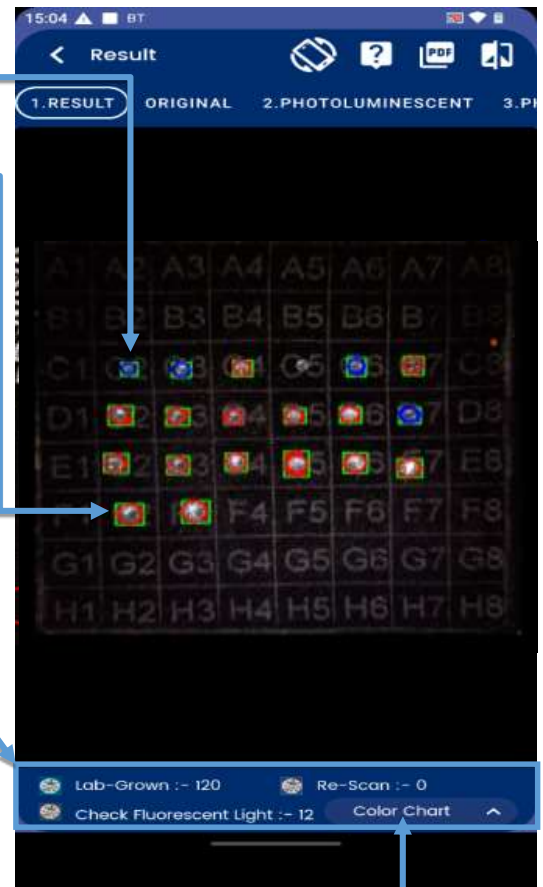 15:04 BT
Result
PDF
1.RESULT ORIGINAL 2.PHOTOLUMINESCENT 3.P
A1 A2 A3 A4 A5 A6 A7 A8
B1 B2 B3 B4 B5 B6 B7 B8
C1 C5 C8
D1 D8
E1 E8
F4 F5 F6 F7 F8
G1 G2 G3 G4 G5 G6 G7 G8
H1 H2 H3 H4 H5 H6 H7 H8
Lab-Grown :- 120 Re-Scan :- 0
Check Fluorescent Light :- 12 Color Chart